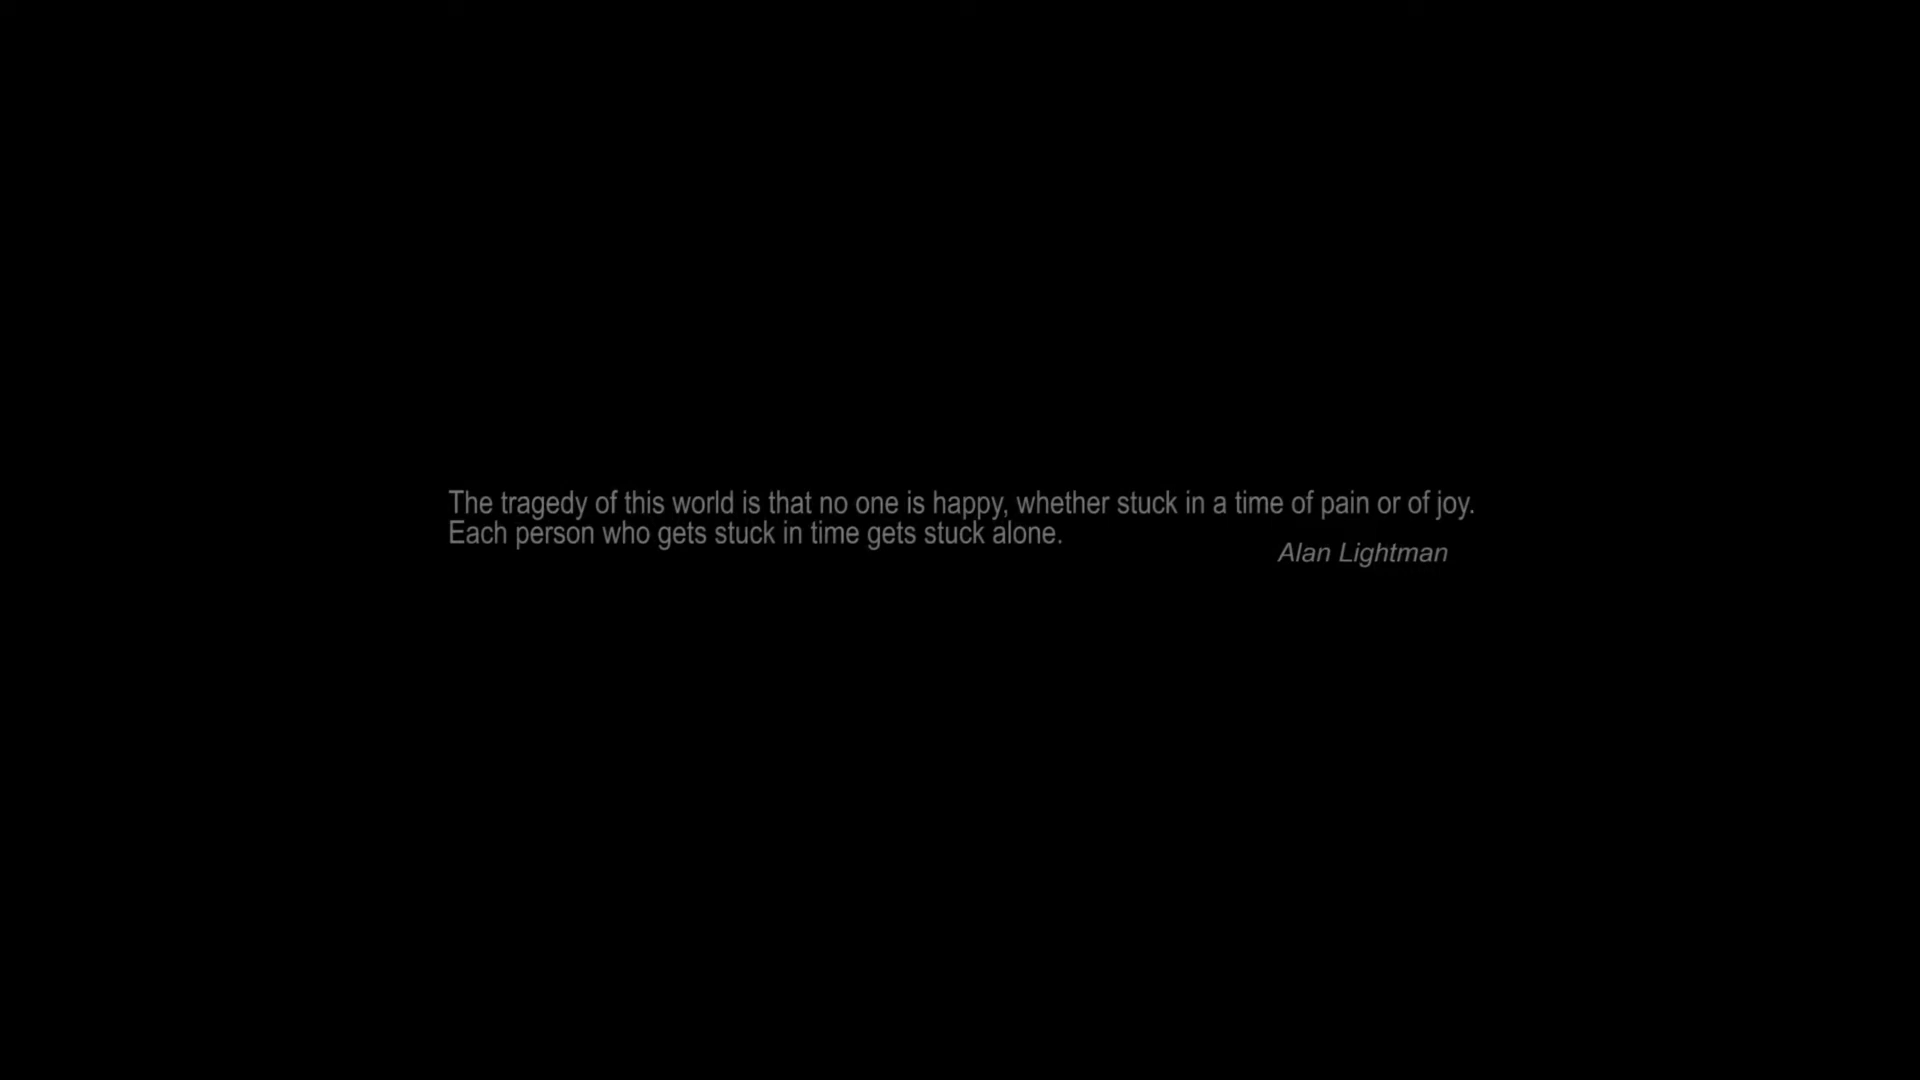 The tragedy of this world is that no one is happy, whether stuck in a time of pain or of joy.
Each person who gets stuck in time gets stuck alone.
Alan Lightman